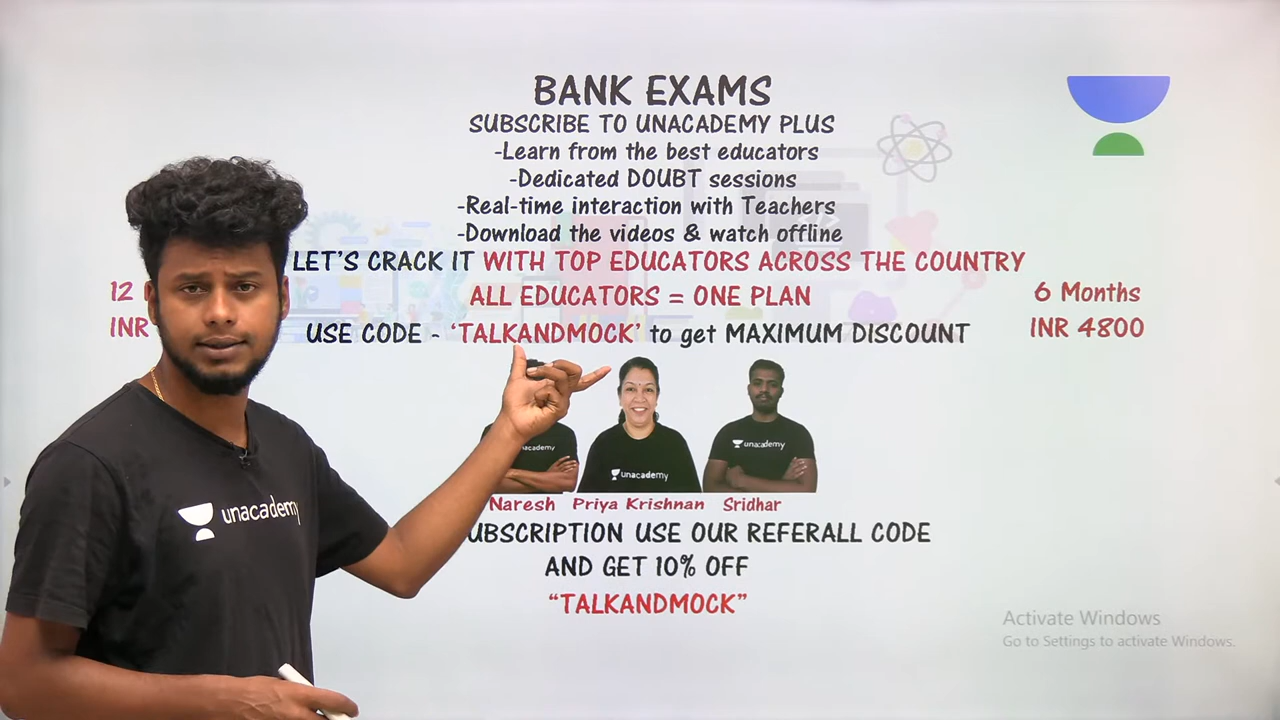 BANK EXAMS
SUBSCRIBE TO UNACADEMY PLUS
-Learn from the best educators
-Dedicated DOUBT sessions
-Real-time interaction with Teachers
-Download the videos & watch offline
LET'S CRACK IT WITH TOP EDUCATORS ACROSS THE COUNTRY
12
INR
ALL EDUCATORS = ONE PLAN
6 Months
INR 4800
USE CODE - 'TALKANDMOCK' to get MAXIMUM DISCOUNT
unacademy
unacademy
unacademy
Naresh Priya Krishnan Sridhar
unacademy
UBSCRIPTION USE OUR REFERALL CODE
AND GET 10% OFF
"TALKANDMOCK"
Activate Windows
Go to Settings to activate Windows.